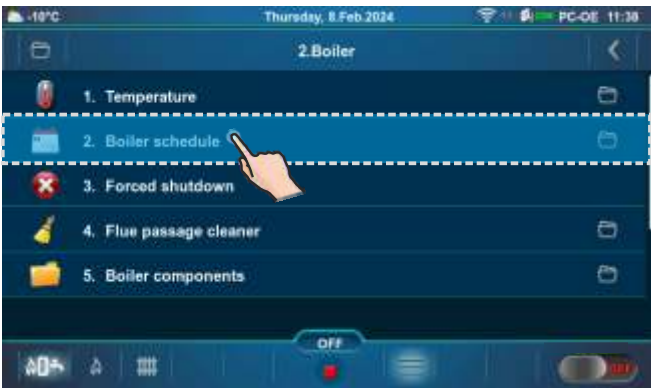 -10°C Thursday, 8.Feb.2024 PC-OE 11:38
2.Boiler
1. Temperature
2. Boiler schedule
3. Forced shutdown
4. Flue passage cleaner
5. Boiler components
OFF
OFF